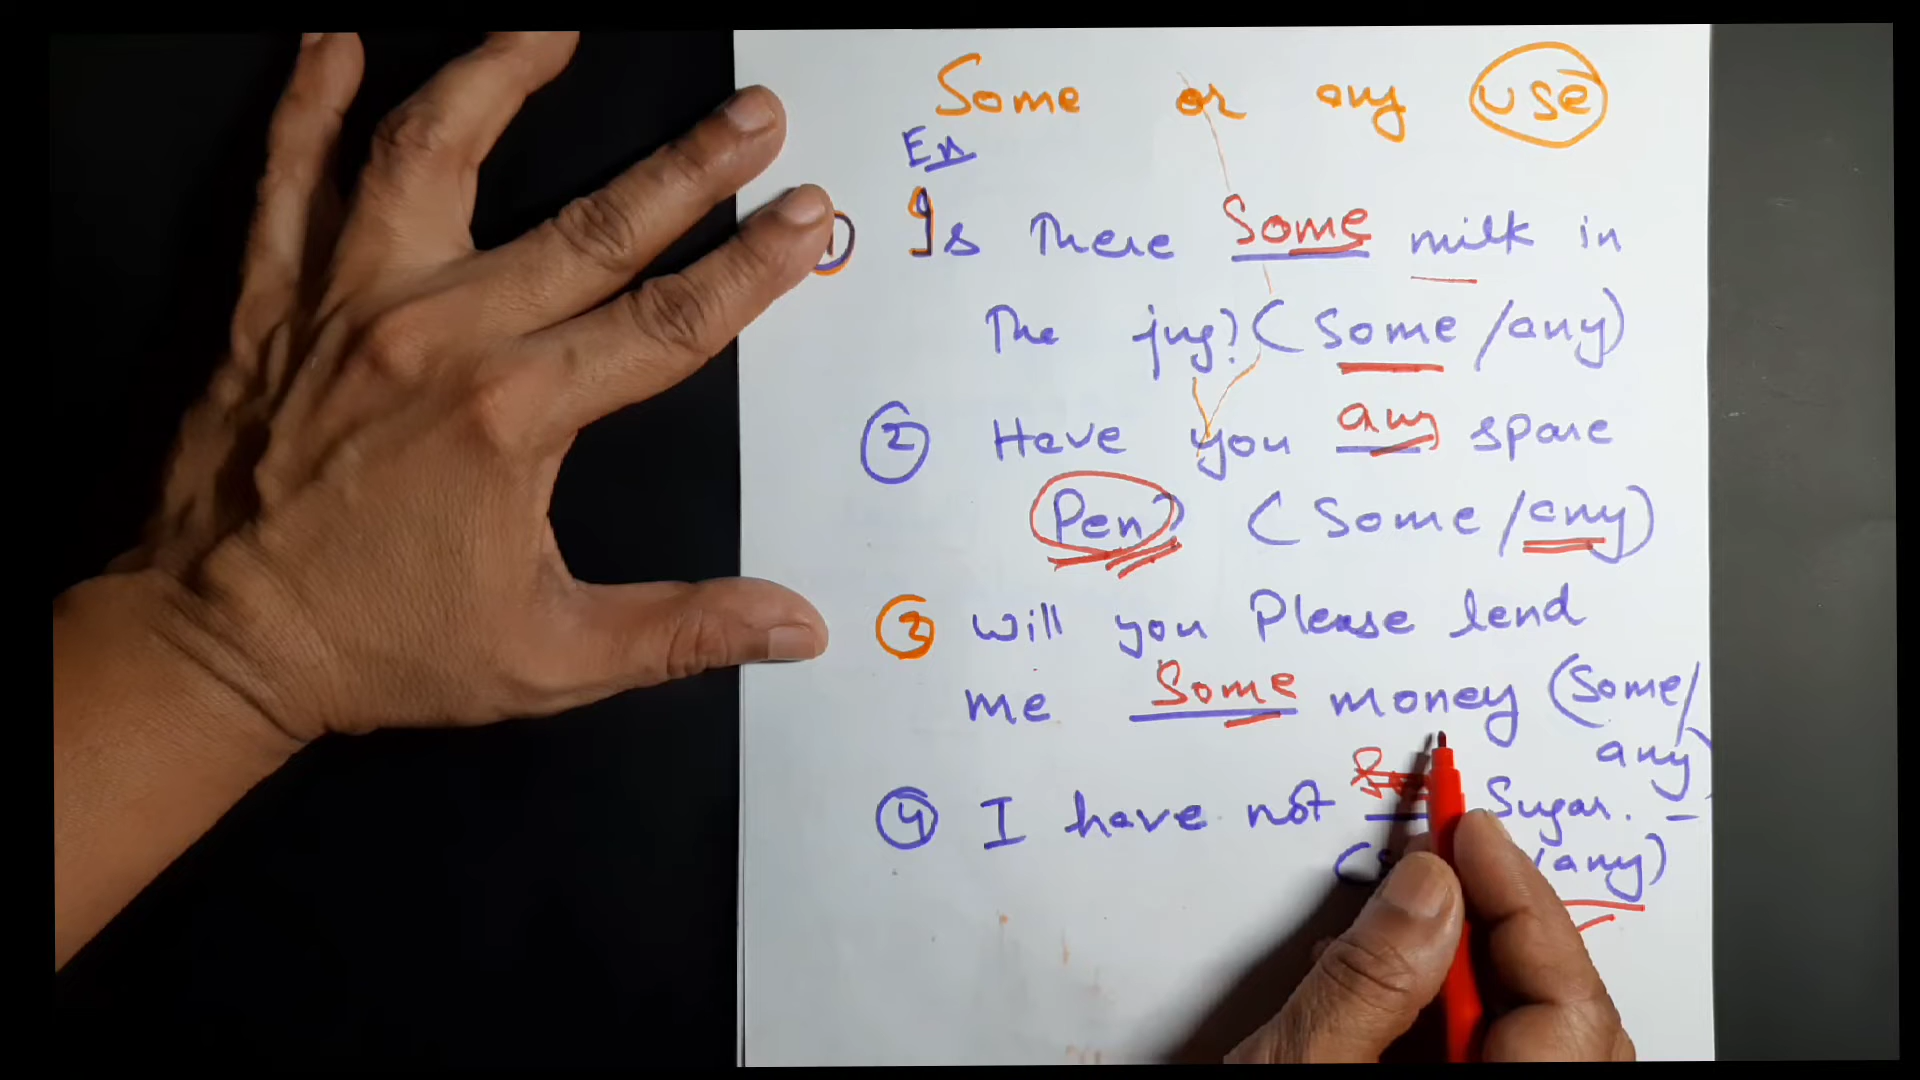 Some or any use
Ex
① Is There Some milk in
The jug? (Some/any)
② Have you any spare
Pen? (Some/any)
③ Will you Please lend
me Some money (Some/
any)
④ I have not Sugar.
/any)